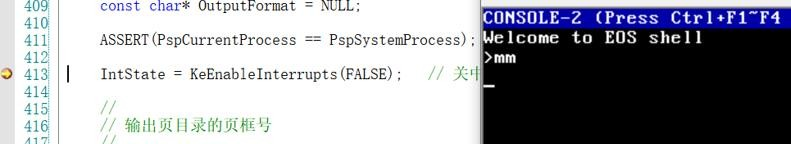 409 const char* OutputFormat = NULL;
410
411 ASSERT(PspCurrentProcess == PspSystemProcess);
412
413 IntState = KeEnableInterrupts(FALSE); // 关中
414
415 //
416 // 输出页目录的页框号
417 //
CONSOLE-2 (Press Ctrl+F1~F4
Welcome to EOS shell
>mm
_